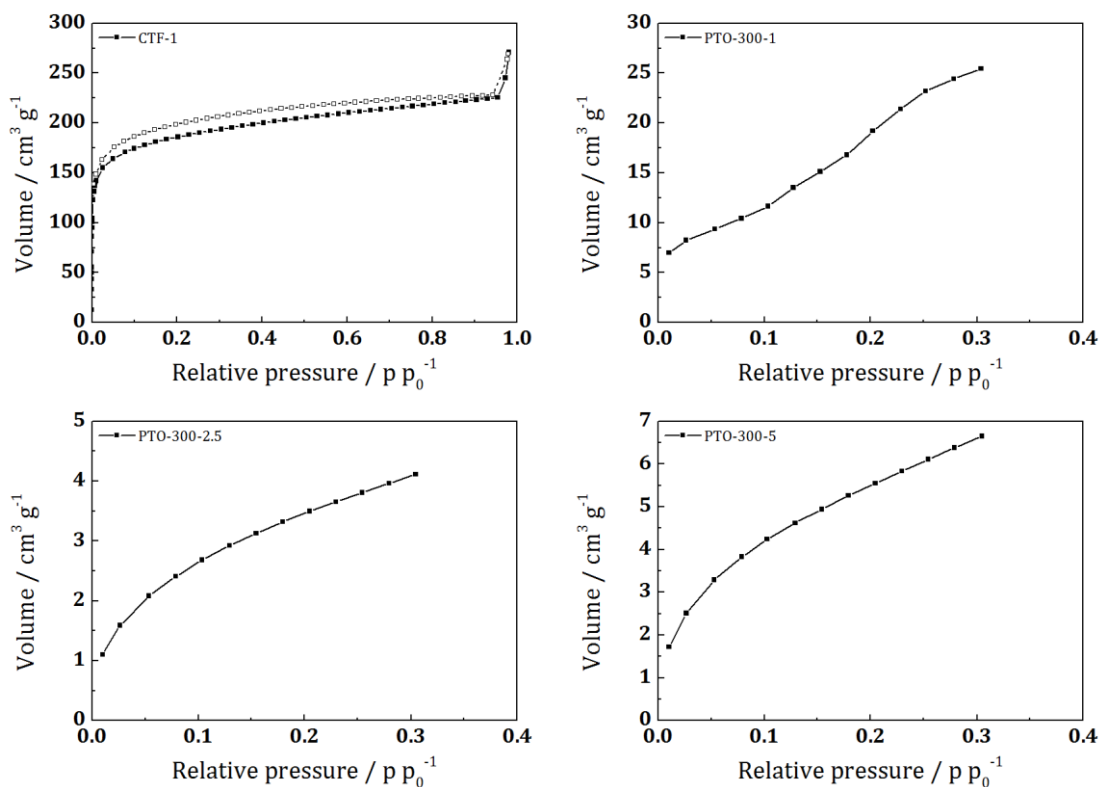 CTF-1
300
250
200
150
100
50
0
Volume / cm³ g⁻¹
0.0 0.2 0.4 0.6 0.8 1.0
Relative pressure / p p₀⁻¹
PTO-300-1
30
25
20
15
10
5
0
Volume / cm³ g⁻¹
0.0 0.1 0.2 0.3 0.4
Relative pressure / p p₀⁻¹
PTO-300-2.5
5
4
3
2
1
0
Volume / cm³ g⁻¹
0.0 0.1 0.2 0.3 0.4
Relative pressure / p p₀⁻¹
PTO-300-5
7
6
5
4
3
2
1
0
Volume / cm³ g⁻¹
0.0 0.1 0.2 0.3 0.4
Relative pressure / p p₀⁻¹